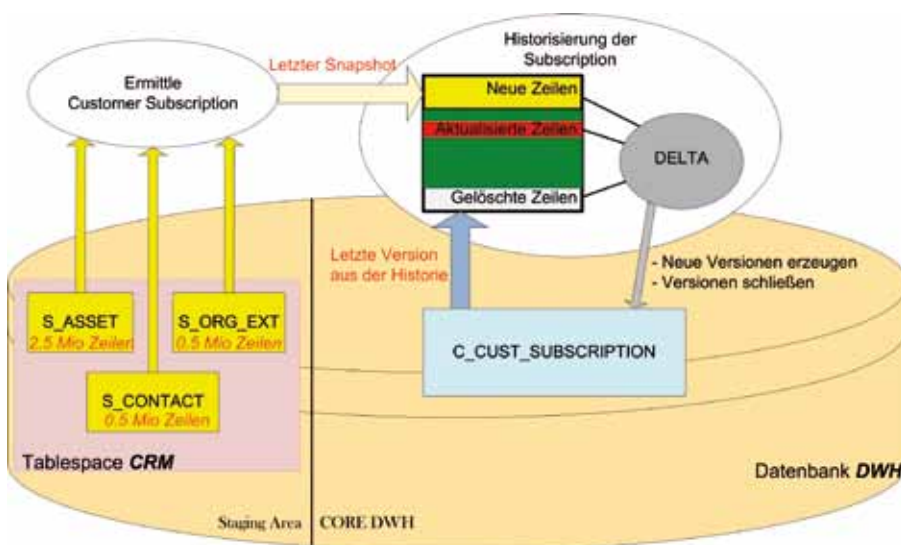 Historisierung der
Subscription
Letzter Snapshot
Ermittle
Customer Subscription
Neue Zeilen
Aktualisierte Zeilen
Gelöschte Zeilen
DELTA
Letzte Version
aus der Historie
- Neue Versionen erzeugen
- Versionen schließen
S_ASSET
2.5 Mio Zeilen
S_ORG_EXT
0.5 Mio Zeilen
S_CONTACT
0.5 Mio Zeilen
C_CUST_SUBSCRIPTION
Tablespace CRM
Datenbank DWH
Staging Area
CORE DWH